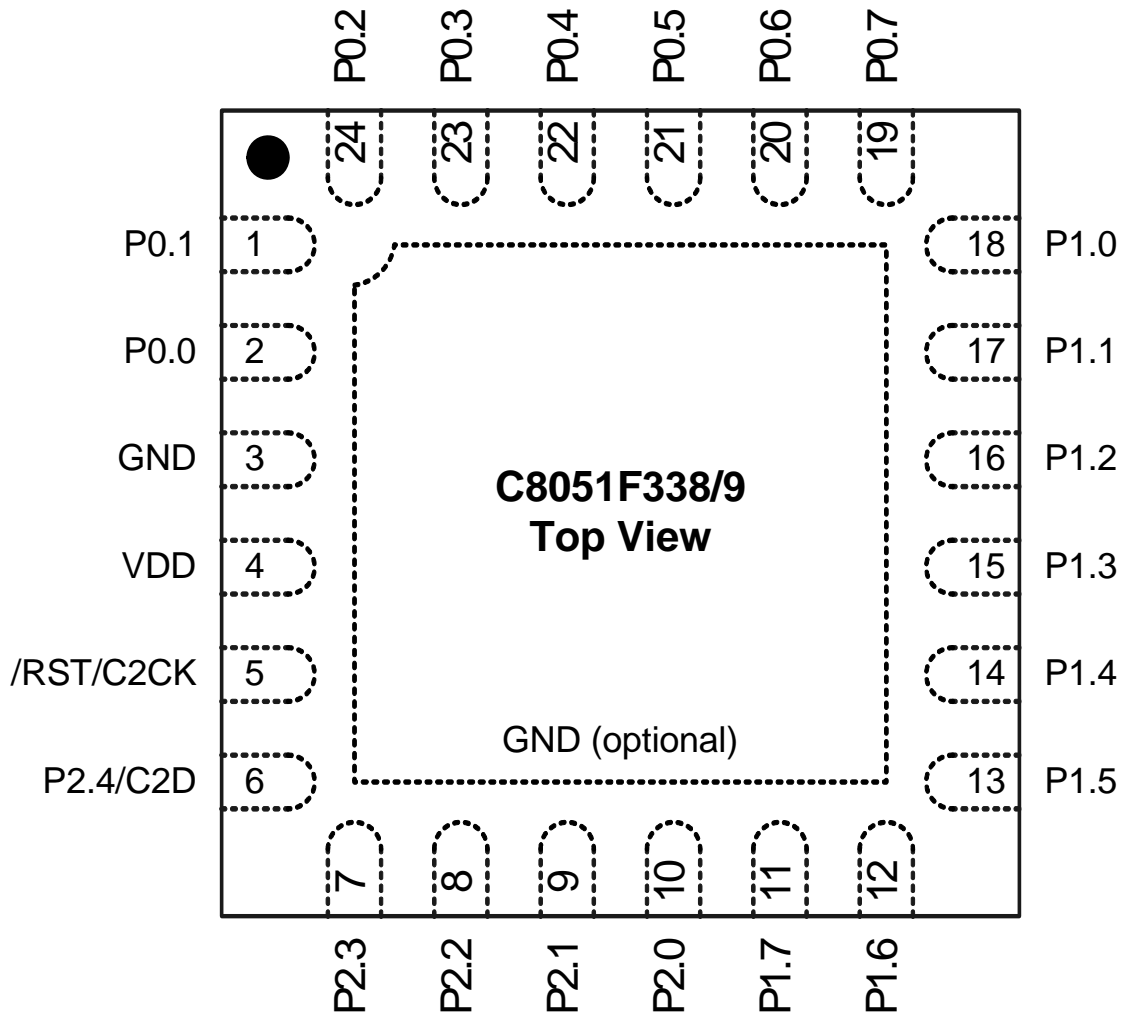 P0.2
P0.3
P0.4
P0.5
P0.6
P0.7
24
23
22
21
20
19
P0.1
1
18
P1.0
P0.0
2
17
P1.1
GND
3
16
P1.2
C8051F338/9
Top View
VDD
4
15
P1.3
/RST/C2CK
5
14
P1.4
GND (optional)
P2.4/C2D
6
13
P1.5
7
8
9
10
11
12
P2.3
P2.2
P2.1
P2.0
P1.7
P1.6